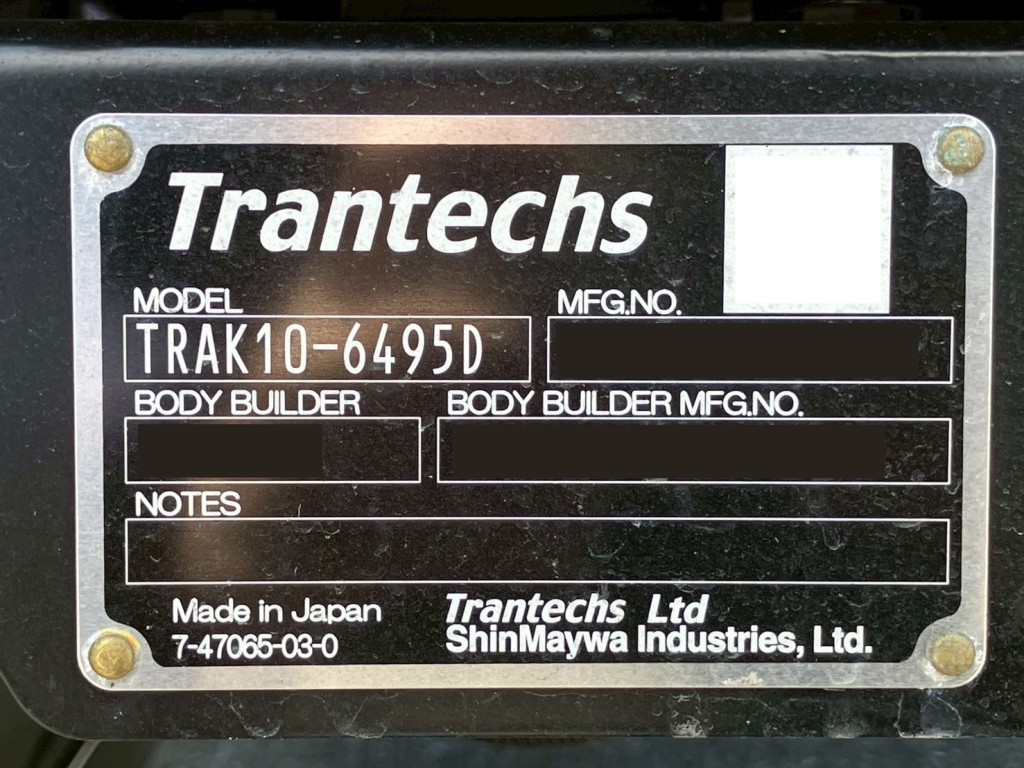 Trantechs
MODEL MFG.NO.
TRAK10-6495D
BODY BUILDER BODY BUILDER MFG.NO.
NOTES
Made in Japan Trantechs Ltd
7-47065-03-0 ShinMaywa Industries, Ltd.